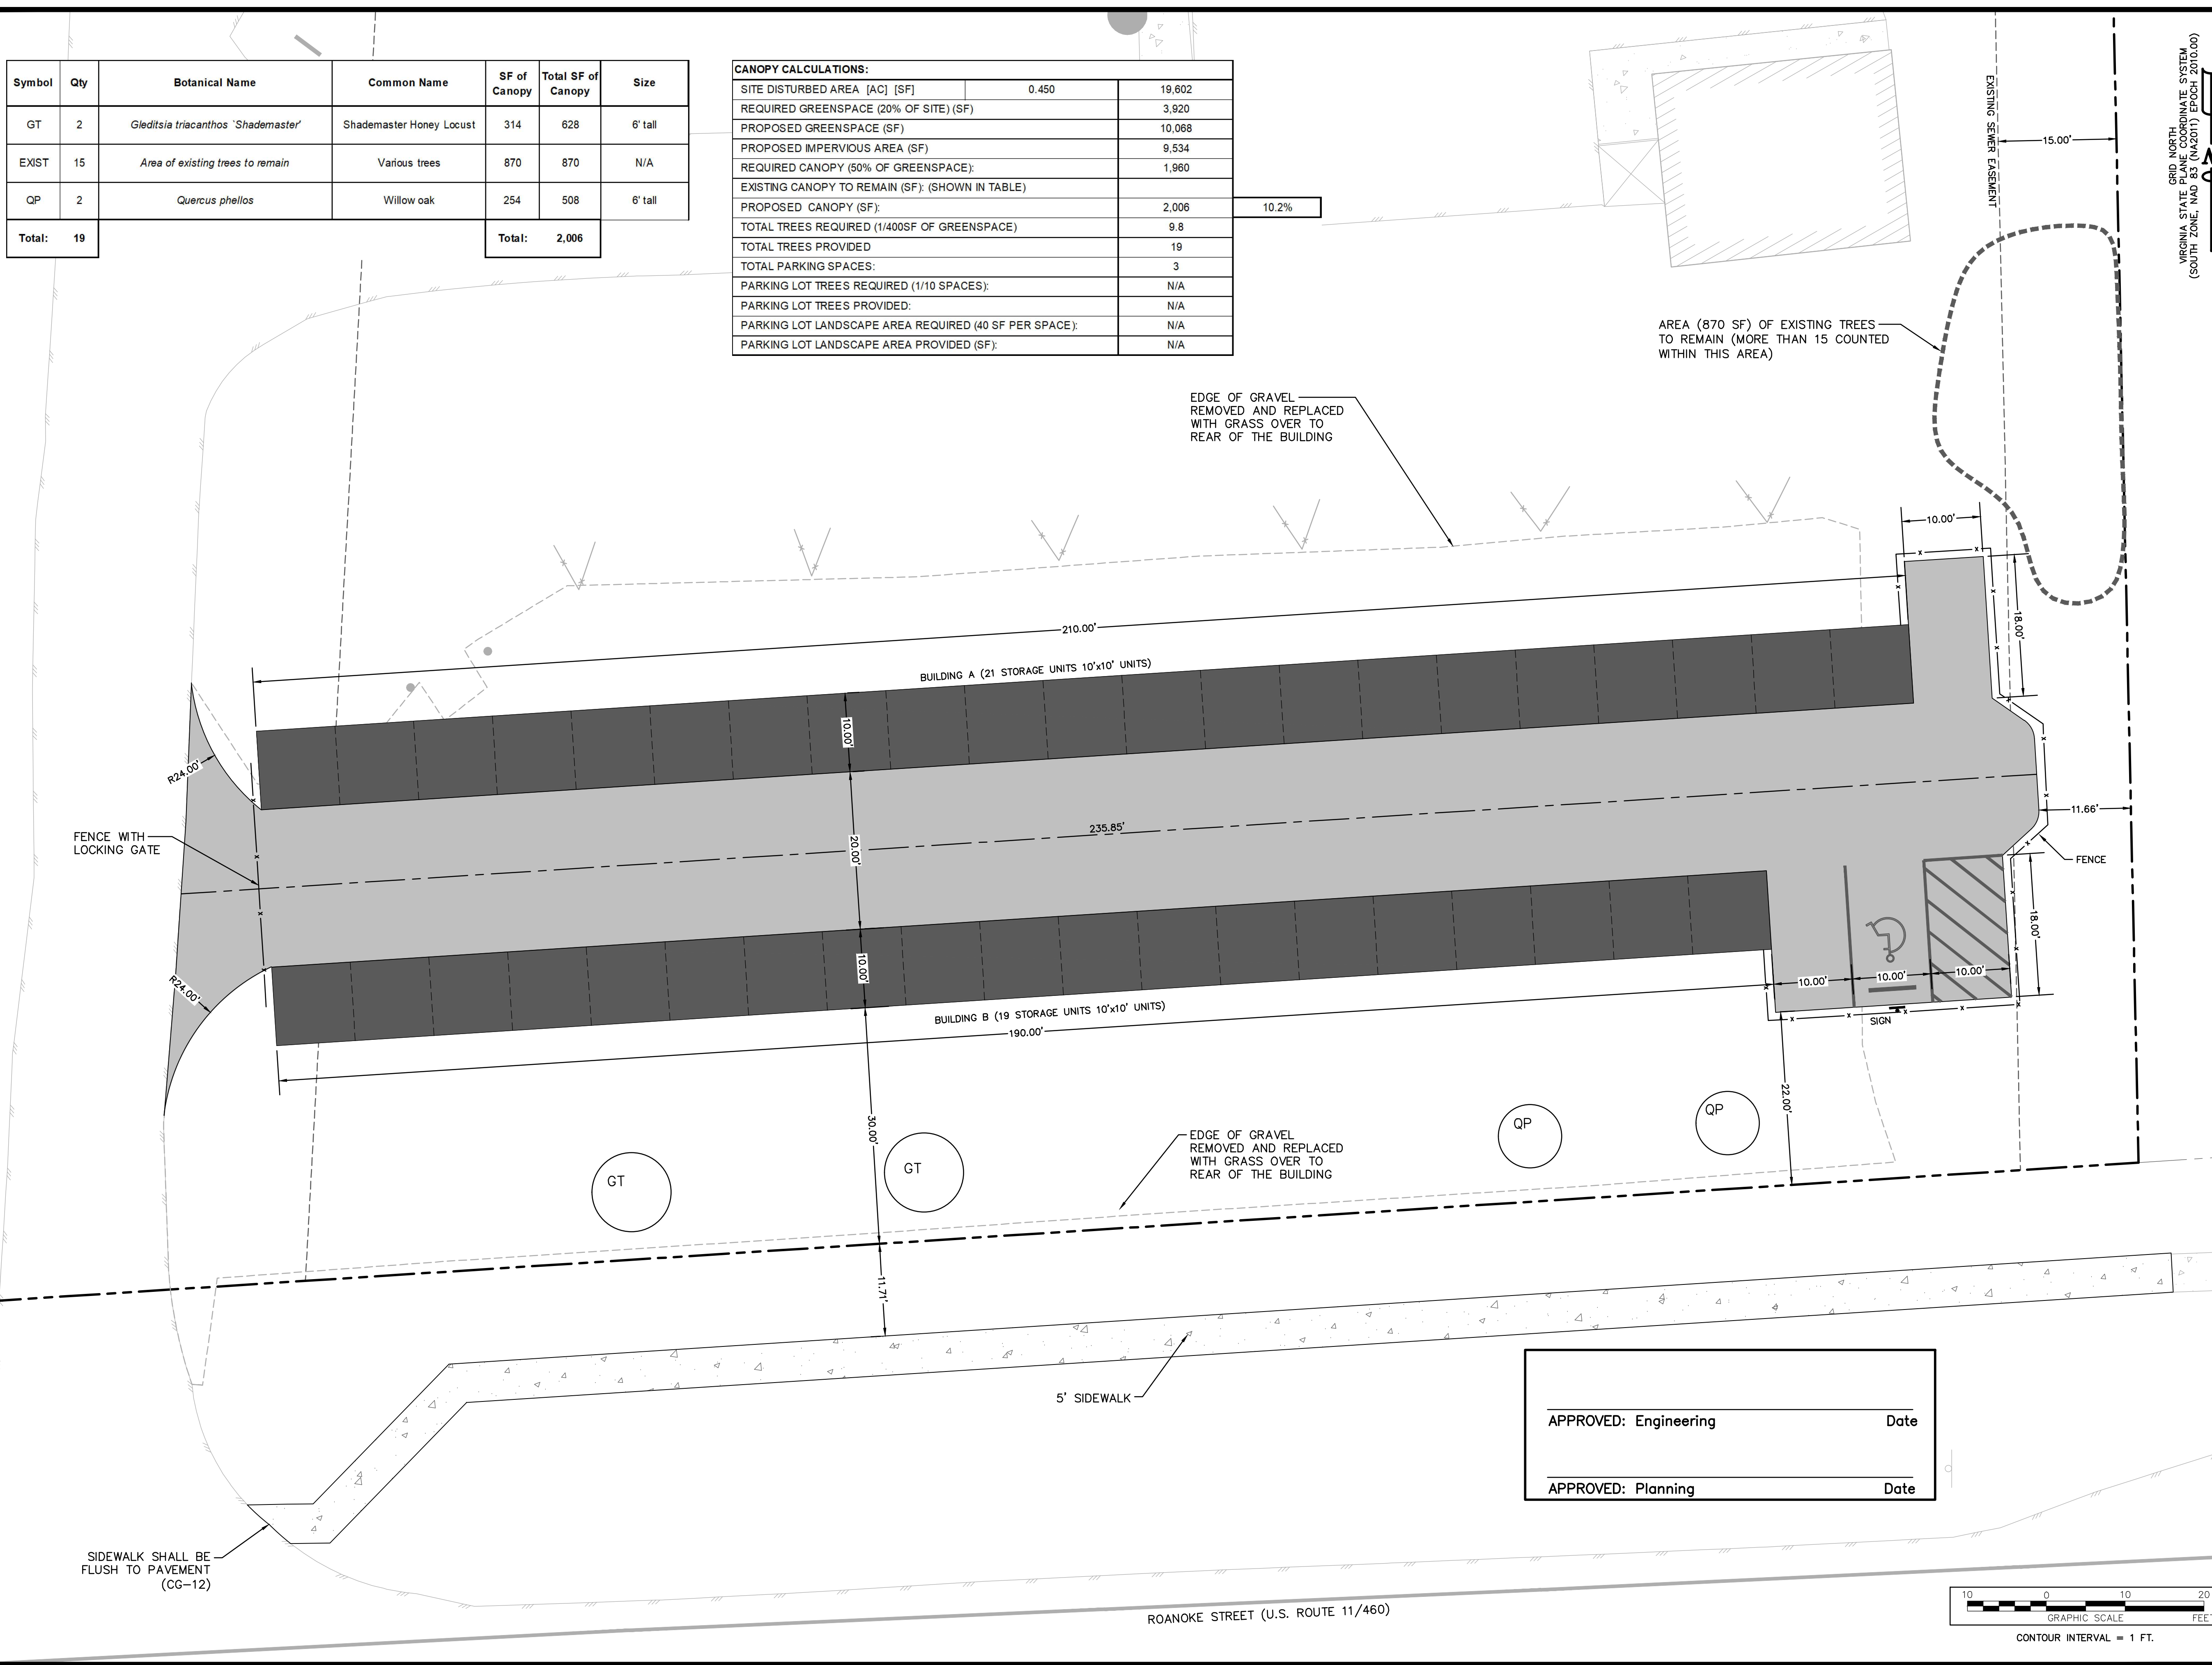 Symbol Qty Botanical Name Common Name SF of Canopy Total SF of Canopy Size
GT 2 Gleditsia triacanthos `Shademaster' Shademaster Honey Locust 314 628 6' tall
EXIST 15 Area of existing trees to remain Various trees 870 870 N/A
QP 2 Quercus phellos Willow oak 254 508 6' tall
Total: 19 Total: 2,006
CANOPY CALCULATIONS:
SITE DISTURBED AREA [AC] [SF] 0.450 19,602
REQUIRED GREENSPACE (20% OF SITE) (SF) 3,920
PROPOSED GREENSPACE (SF) 10,068
PROPOSED IMPERVIOUS AREA (SF) 9,534
REQUIRED CANOPY (50% OF GREENSPACE): 1,960
EXISTING CANOPY TO REMAIN (SF): (SHOWN IN TABLE)
PROPOSED CANOPY (SF): 2,006 10.2%
TOTAL TREES REQUIRED (1/400SF OF GREENSPACE) 9.8
TOTAL TREES PROVIDED 19
TOTAL PARKING SPACES: 3
PARKING LOT TREES REQUIRED (1/10 SPACES): N/A
PARKING LOT TREES PROVIDED: N/A
PARKING LOT LANDSCAPE AREA REQUIRED (40 SF PER SPACE): N/A
PARKING LOT LANDSCAPE AREA PROVIDED (SF): N/A
EXISTING SEWER EASEMENT
15.00'
GRID NORTH
VIRGINIA STATE PLANE COORDINATE SYSTEM
(SOUTH ZONE, NAD 83 (NA2011) EPOCH 2010.00)
AREA (870 SF) OF EXISTING TREES
TO REMAIN (MORE THAN 15 COUNTED
WITHIN THIS AREA)
EDGE OF GRAVEL
REMOVED AND REPLACED
WITH GRASS OVER TO
REAR OF THE BUILDING
10.00'
18.00'
210.00'
BUILDING A (21 STORAGE UNITS 10'x10' UNITS)
10.00'
R24.00'
FENCE WITH
LOCKING GATE
20.00'
235.85'
11.66'
FENCE
R24.00'
10.00'
18.00'
10.00'
10.00'
10.00'
SIGN
BUILDING B (19 STORAGE UNITS 10'x10' UNITS)
190.00'
30.00'
22.00'
GT
GT
QP
QP
EDGE OF GRAVEL
REMOVED AND REPLACED
WITH GRASS OVER TO
REAR OF THE BUILDING
11.71'
5' SIDEWALK
APPROVED: Engineering Date
APPROVED: Planning Date
SIDEWALK SHALL BE
FLUSH TO PAVEMENT
(CG-12)
ROANOKE STREET (U.S. ROUTE 11/460)
10 0 10 20
GRAPHIC SCALE FEET
CONTOUR INTERVAL = 1 FT.